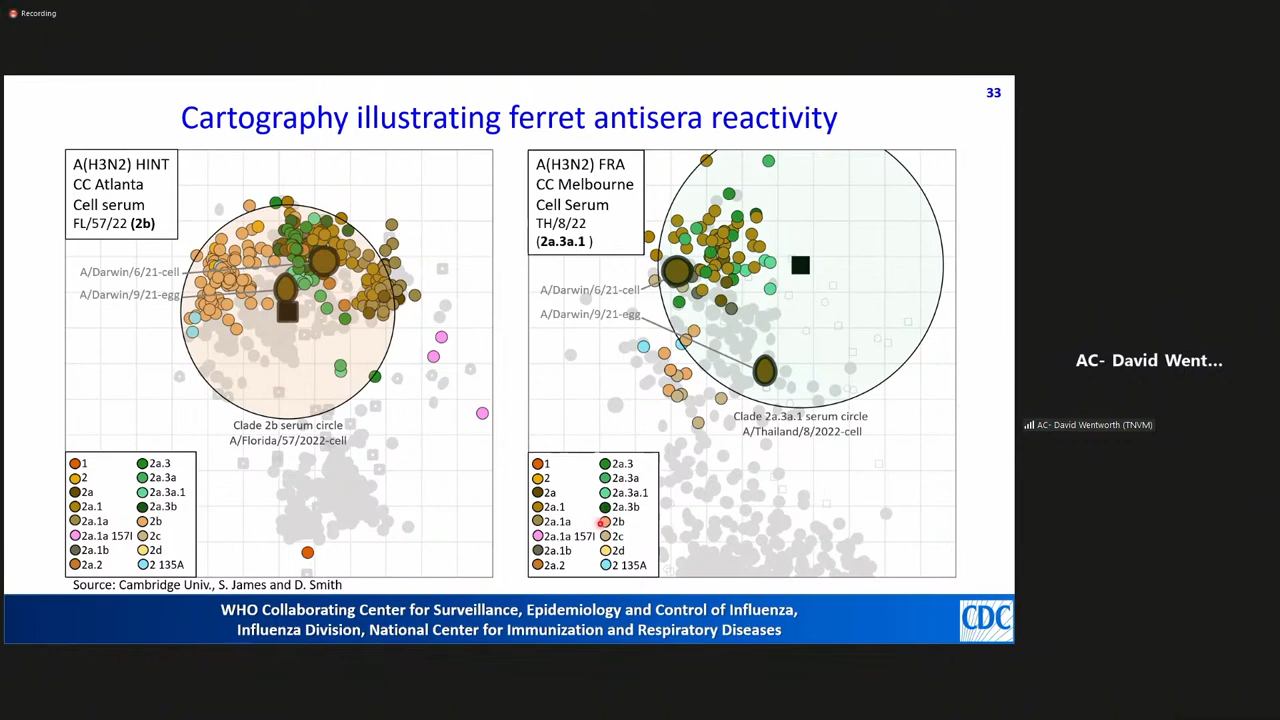 Recording
33
Cartography illustrating ferret antisera reactivity
A(H3N2) HINT
CC Atlanta
Cell serum
FL/57/22 (2b)
A/Darwin/6/21-cell
A/Darwin/9/21-egg
Clade 2b serum circle
A/Florida/57/2022-cell
1
2
2a
2a.1
2a.1a
2a.1a 157I
2a.1b
2a.2
2a.3
2a.3a
2a.3a.1
2a.3b
2b
2c
2d
2 135A
A(H3N2) FRA
CC Melbourne
Cell Serum
TH/8/22
(2a.3a.1 )
A/Darwin/6/21-cell
A/Darwin/9/21-egg
Clade 2a.3a.1 serum circle
A/Thailand/8/2022-cell
1
2
2a
2a.1
2a.1a
2a.1a 157I
2a.1b
2a.2
2a.3
2a.3a
2a.3a.1
2a.3b
2b
2c
2d
2 135A
Source: Cambridge Univ., S. James and D. Smith
WHO Collaborating Center for Surveillance, Epidemiology and Control of Influenza,
Influenza Division, National Center for Immunization and Respiratory Diseases
CDC
AC- David Went...
AC- David Wentworth (TNVM)